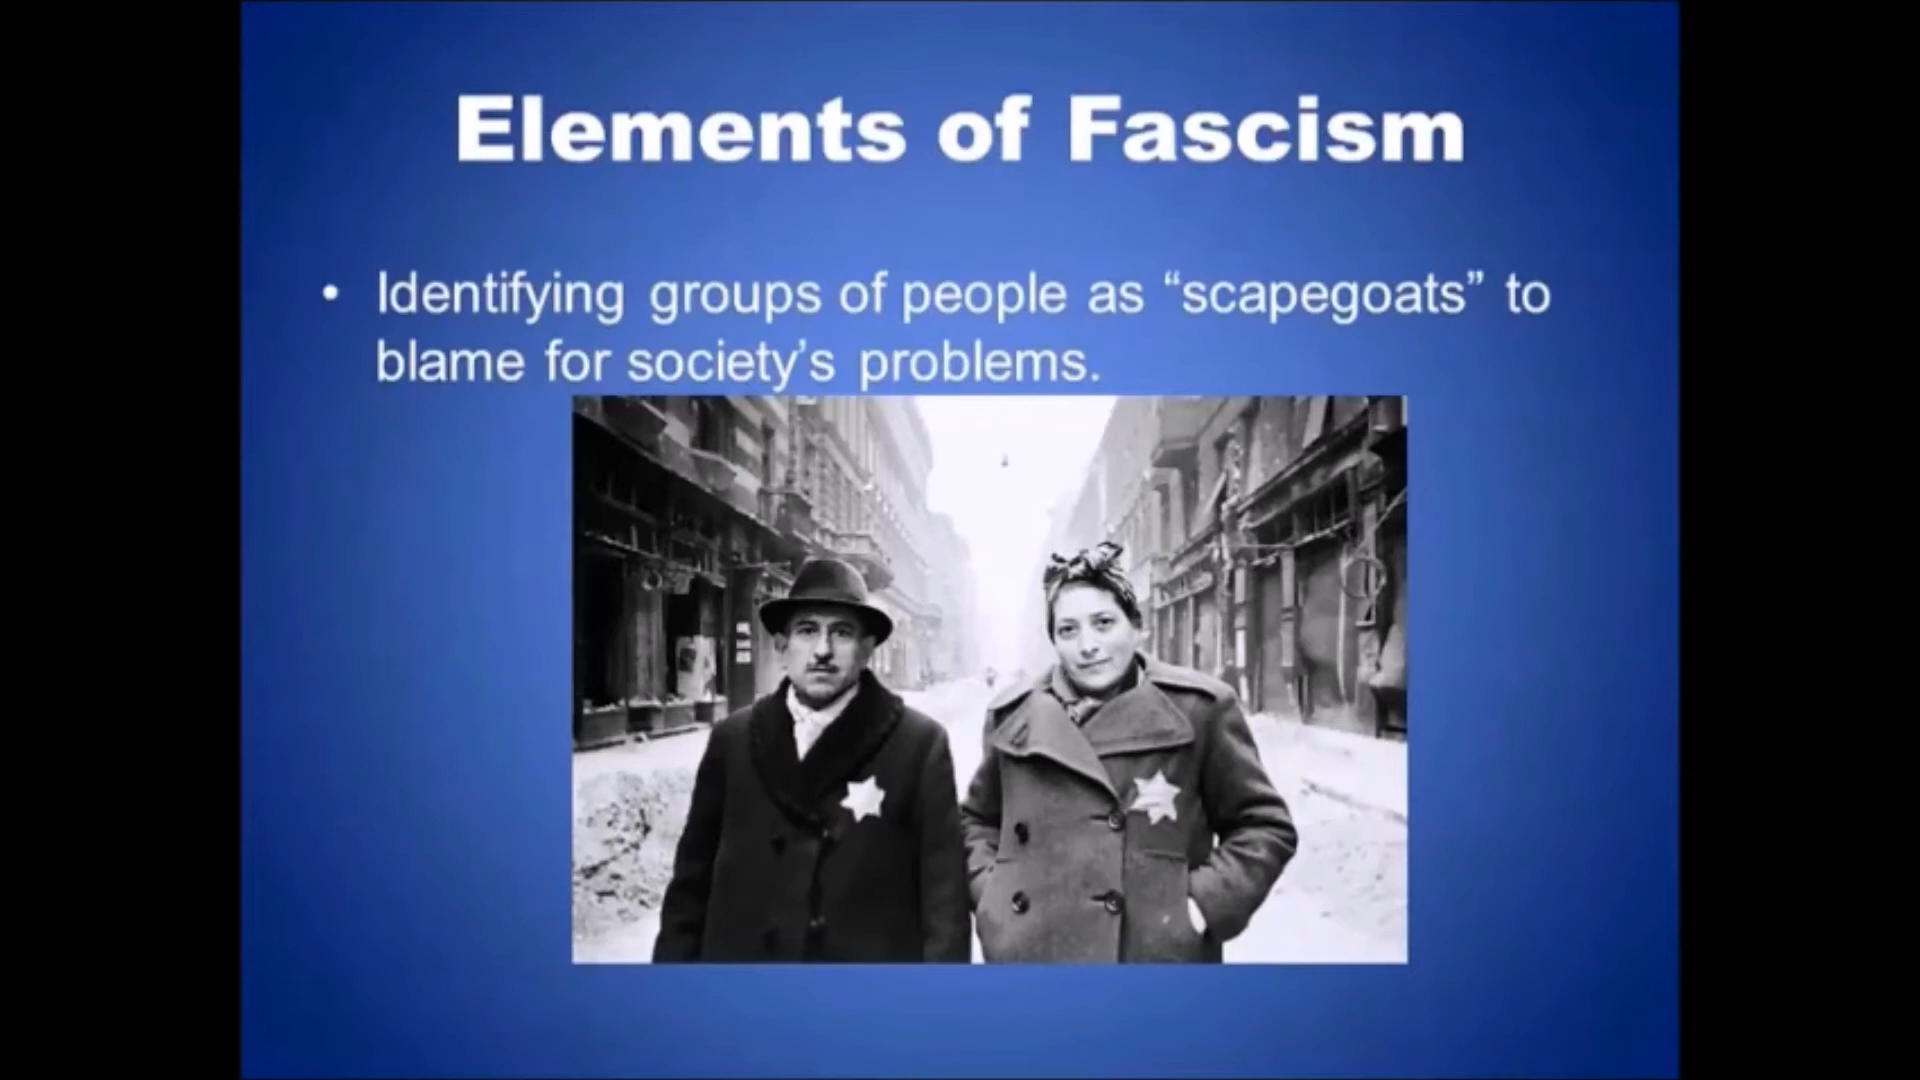 Elements of Fascism
• Identifying groups of people as “scapegoats” to
blame for society’s problems.